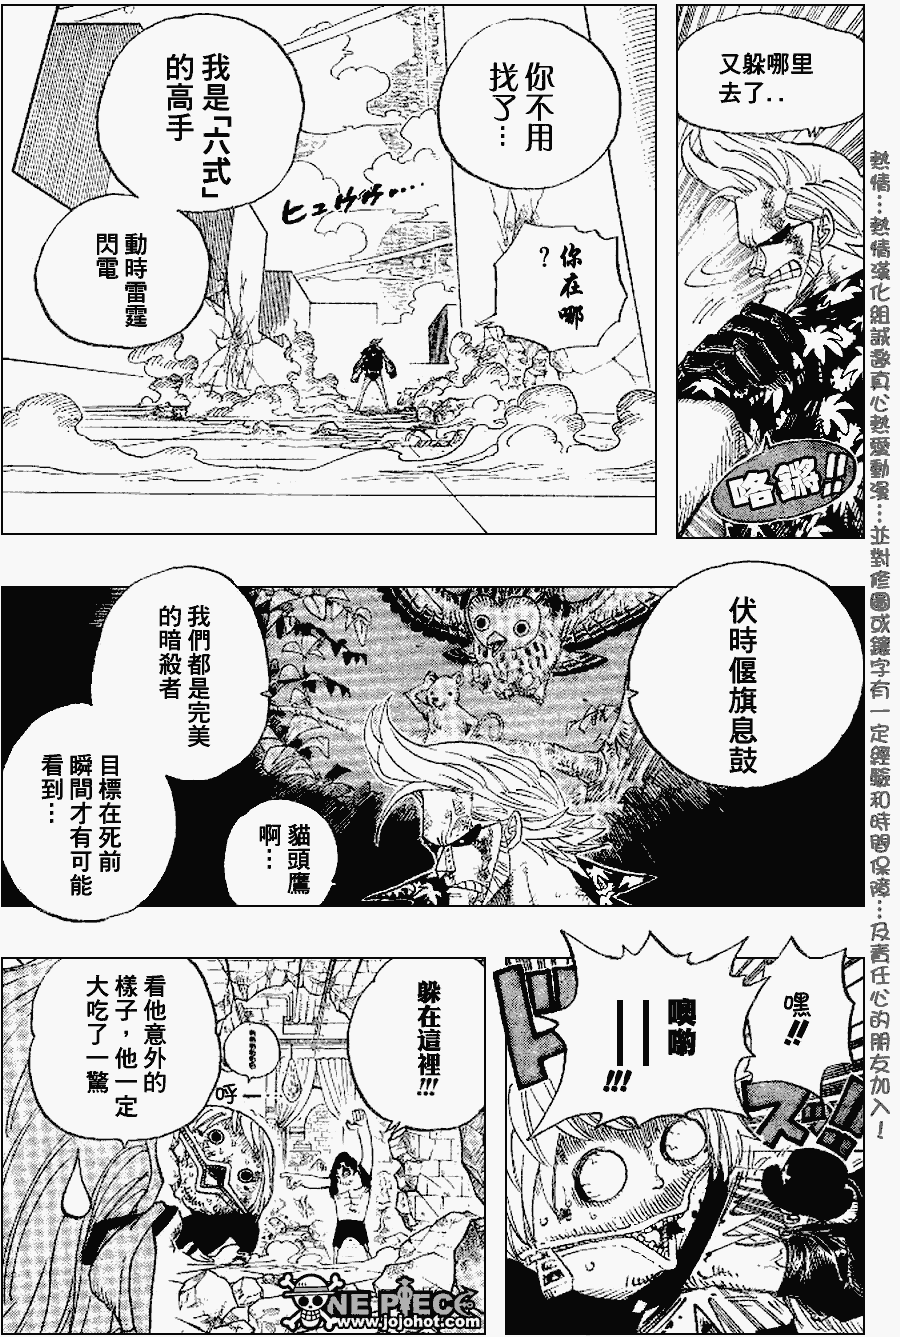 又躲哪里
去了..
咯鏘!!
你不用
找了…
你在哪
?
ヒュウウウ....
我是「六式」
的高手
動時雷霆
閃電
伏時偃旗息鼓
我們都是完美
的暗殺者
目標在死前
瞬間才有可能
看到…
貓頭鷹
啊…
嘿!!
噢喲
——!!!
ドズッ!!
躲在這裡!!!
呼—
看他意外的
樣子，他一定
大吃了一驚
熱情…熱情漢化組誠邀真心熱愛動漫…並對修圖或鑲字有一定經驗和時間保障…及責任心的朋友加入!
ONE PIECE
www.jojohot.com